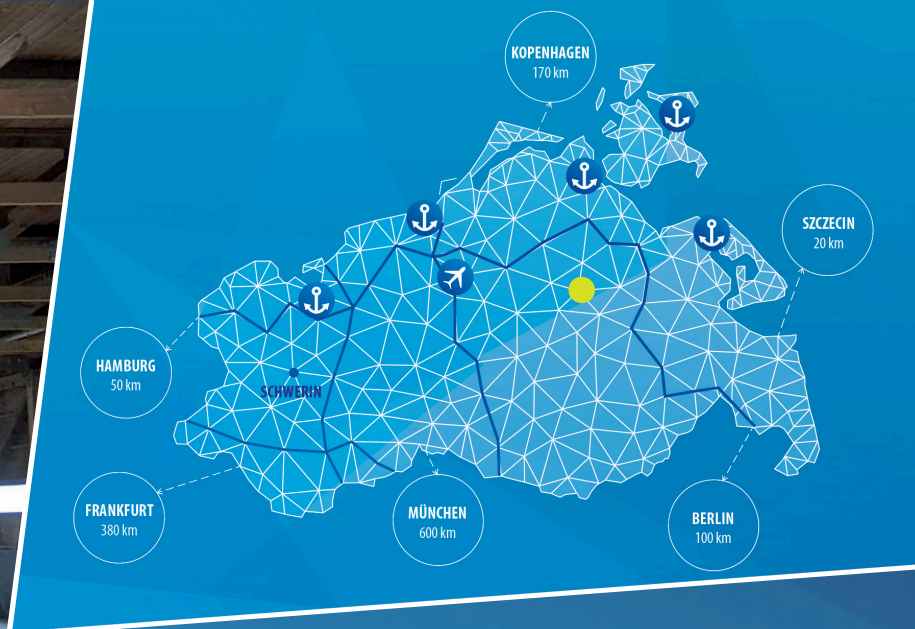 KOPENHAGEN
170 km
SZCZECIN
20 km
HAMBURG
50 km
SCHWERIN
FRANKFURT
380 km
MÜNCHEN
600 km
BERLIN
100 km